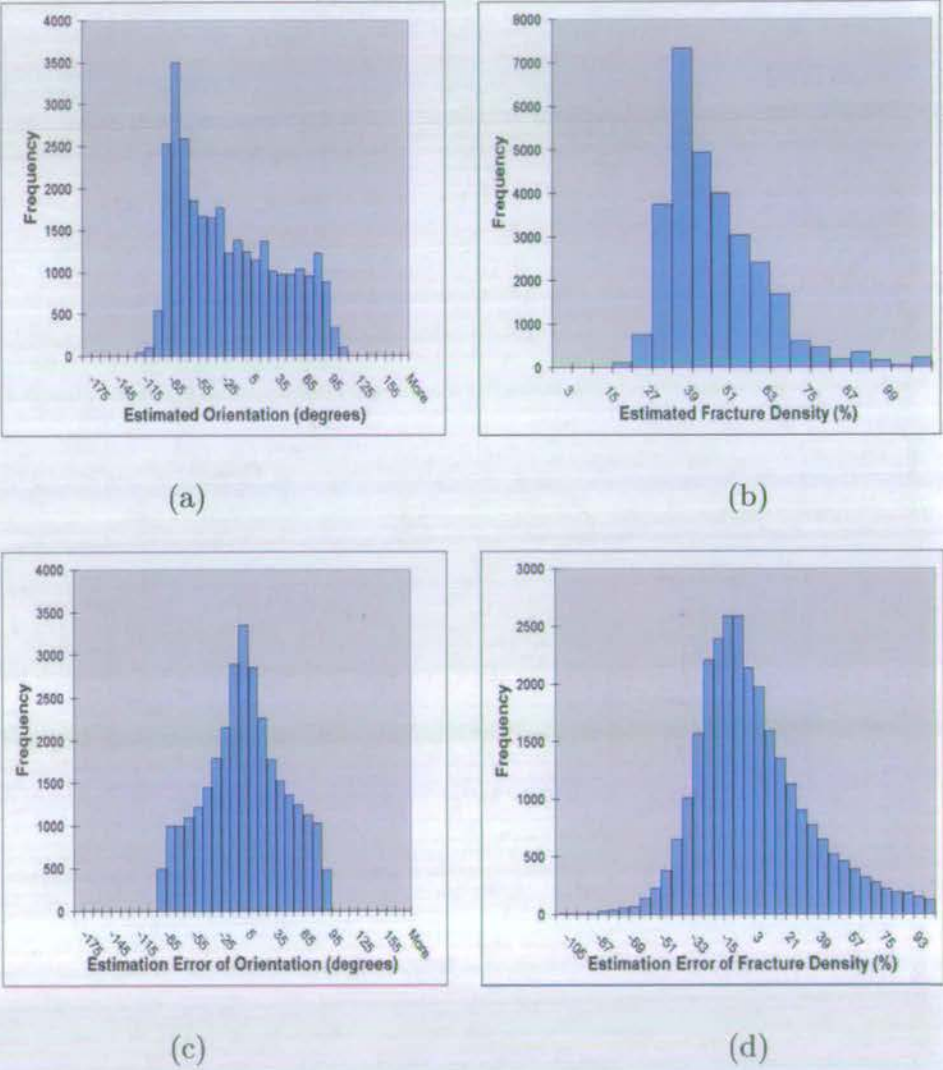 4000
3500
3000
2500
2000
1500
1000
500
0
Frequency
-175 -145 -115 -85 -55 -25 5 35 65 95 125 155 More
Estimated Orientation (degrees)
(a)
8000
7000
6000
5000
4000
3000
2000
1000
0
Frequency
3 15 27 39 51 63 75 87 99
Estimated Fracture Density (%)
(b)
4000
3500
3000
2500
2000
1500
1000
500
0
Frequency
-175 -145 -115 -85 -55 -25 5 35 65 95 125 155 More
Estimation Error of Orientation (degrees)
(c)
3000
2500
2000
1500
1000
500
0
Frequency
-105 -87 -69 -51 -33 -15 3 21 39 57 75 93
Estimation Error of Fracture Density (%)
(d)